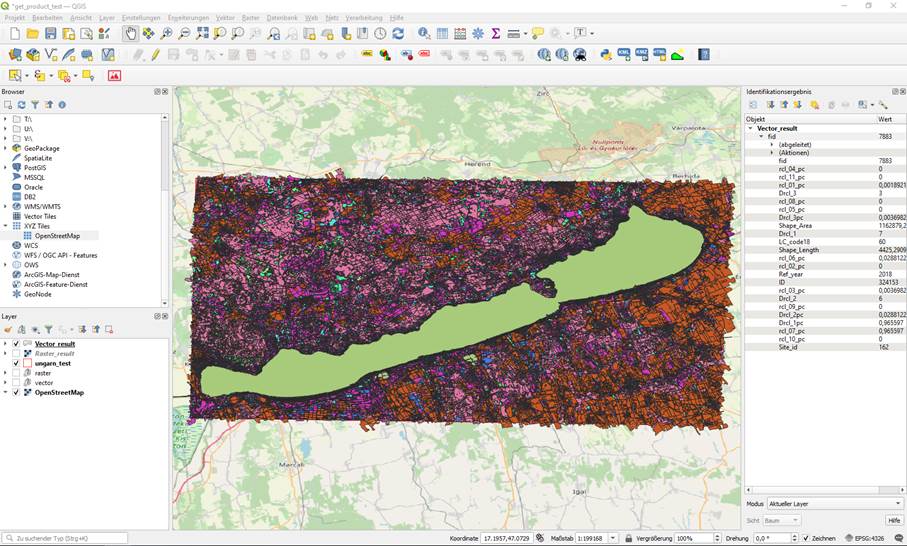 *get_product_test — QGIS
Projekt Bearbeiten Ansicht Layer Einstellungen Erweiterungen Vektor Raster Datenbank Web Netz Verarbeitung Hilfe
Browser
T:\
U:\
V:\
GeoPackage
SpatiaLite
PostGIS
MSSQL
Oracle
DB2
WMS/WMTS
Vector Tiles
XYZ Tiles
OpenStreetMap
WCS
WFS / OGC API - Features
OWS
ArcGIS-Map-Dienst
ArcGIS-Feature-Dienst
GeoNode
Layer
Vector_result
Raster_result
ungarn_test
raster
vector
OpenStreetMap
Zirc
Várpalota
Herend
Berhida
Marcali
Igal
Identifikationsergebnis
Objekt Wert
Vector_result
fid 7883
(abgeleitet)
(Aktionen)
fid 7883
rcl_04_pc 0
rcl_11_pc 0
rcl_01_pc 0,0018921
Drcl_3 3
rcl_08_pc 0
rcl_05_pc 0
Drcl_3pc 0,0036982
Shape_Area 1162879,2
Drcl_1 7
LC_code18 60
Shape_Length 4425,2909
rcl_06_pc 0,0288122
rcl_02_pc 0
Ref_year 2018
ID 324153
rcl_03_pc 0,0036982
Drcl_2 6
rcl_09_pc 0
Drcl_2pc 0,0288122
Drcl_1pc 0,965597
rcl_07_pc 0,965597
rcl_10_pc 0
Site_id 162
Modus Aktueller Layer
Sicht Baum Hilfe
Zu suchender Typ (Strg+K) Koordinate 17.1957,47.0729 Maßstab 1:199168 Vergrößerung 100% Drehung 0,0 ° Zeichnen EPSG:4326